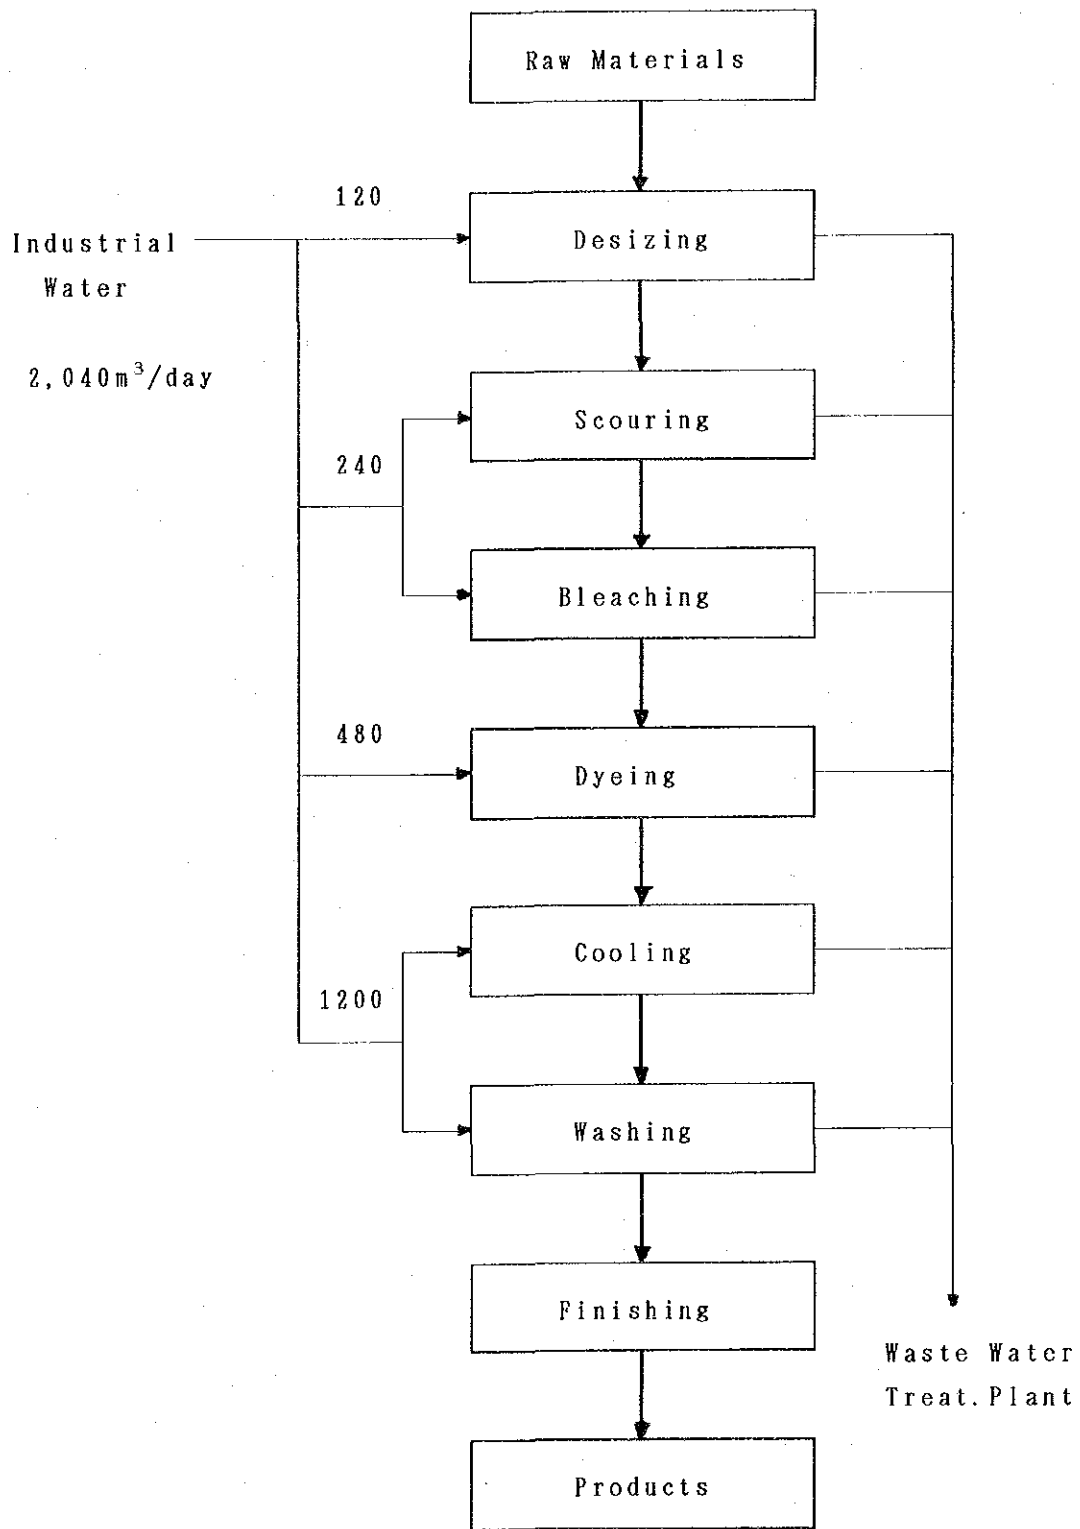 Raw Materials
120
Industrial
Water
Desizing
2,040m³/day
Scouring
240
Bleaching
480
Dyeing
Cooling
1200
Washing
Finishing
Waste Water
Treat.Plant
Products